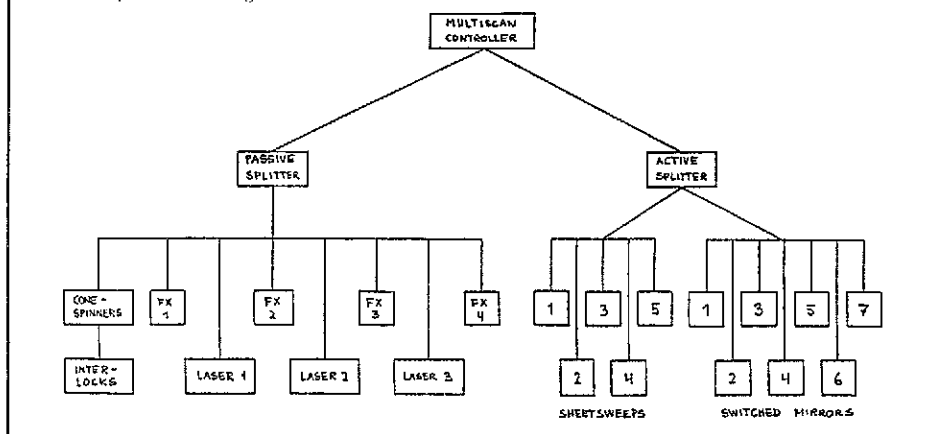 MULTISCAN
CONTROLLER
PASSIVE
SPLITTER
ACTIVE
SPLITTER
CONE-
SPINNERS
FX
1
FX
2
FX
3
FX
4
1
3
5
1
3
5
7
INTER-
LOCKS
LASER 1
LASER 2
LASER 3
2
4
2
4
6
SHEETSWEEPS
SWITCHED MIRRORS